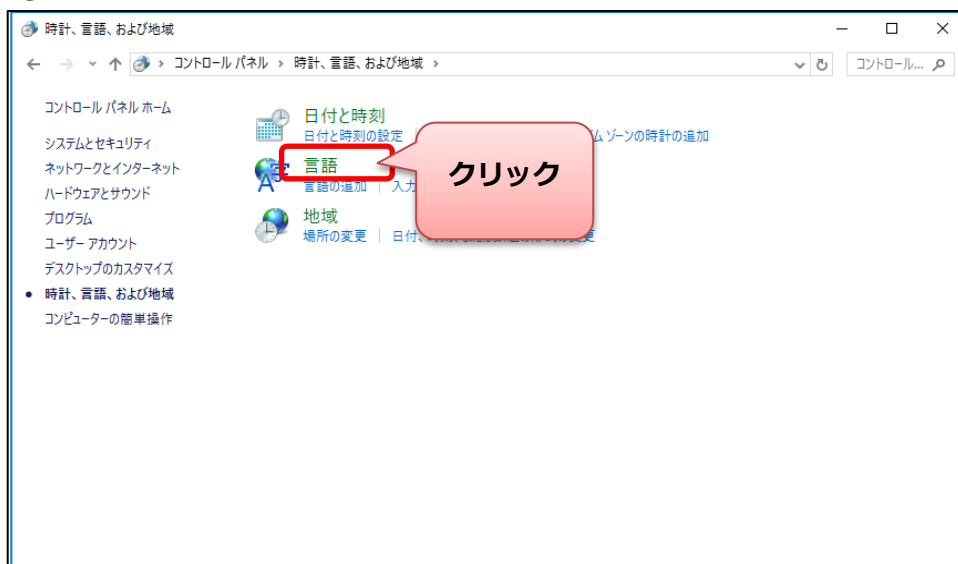 時計、言語、および地域
コントロール パネル › 時計、言語、および地域 ›
コントロール...
コントロール パネル ホーム
システムとセキュリティ
ネットワークとインターネット
ハードウェアとサウンド
プログラム
ユーザー アカウント
デスクトップのカスタマイズ
時計、言語、および地域
コンピューターの簡単操作
日付と時刻
日付と時刻の設定 ゾーンの時計の追加
言語
言語の追加
地域
場所の変更 日付、
クリック